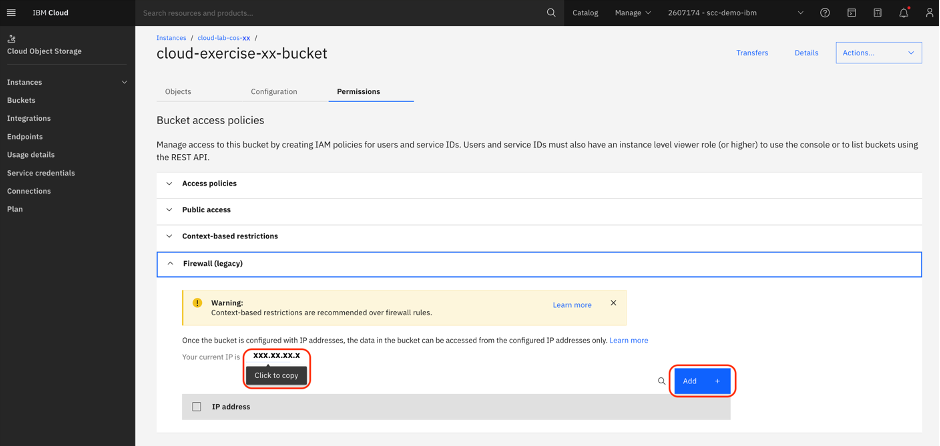 IBM Cloud
Search resources and products...
Catalog
Manage
2607174 - scc-demo-ibm
Cloud Object Storage
Instances
Buckets
Integrations
Endpoints
Usage details
Service credentials
Connections
Plan
Instances / cloud-lab-cos-xx /
cloud-exercise-xx-bucket
Transfers
Details
Actions...
Objects
Configuration
Permissions
Bucket access policies
Manage access to this bucket by creating IAM policies for users and service IDs. Users and service IDs must also have an instance level viewer role (or higher) to use the console or to list buckets using
the REST API.
Access policies
Public access
Context-based restrictions
Firewall (legacy)
Warning:
Context-based restrictions are recommended over firewall rules.
Learn more
Once the bucket is configured with IP addresses, the data in the bucket can be accessed from the configured IP addresses only. Learn more
Your current IP is xxx.xx.xx.x
Click to copy
Add +
IP address